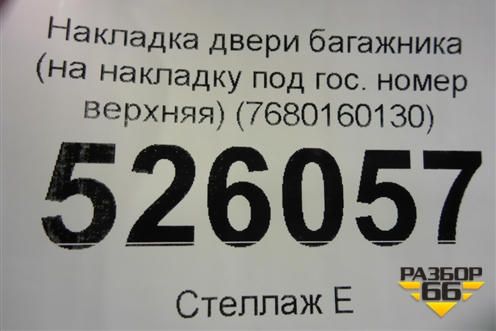 Накладка двери багажника
(на накладку под гос. номер
верхняя) (7680160130)
526057
Стеллаж Е
РАЗБОР
66